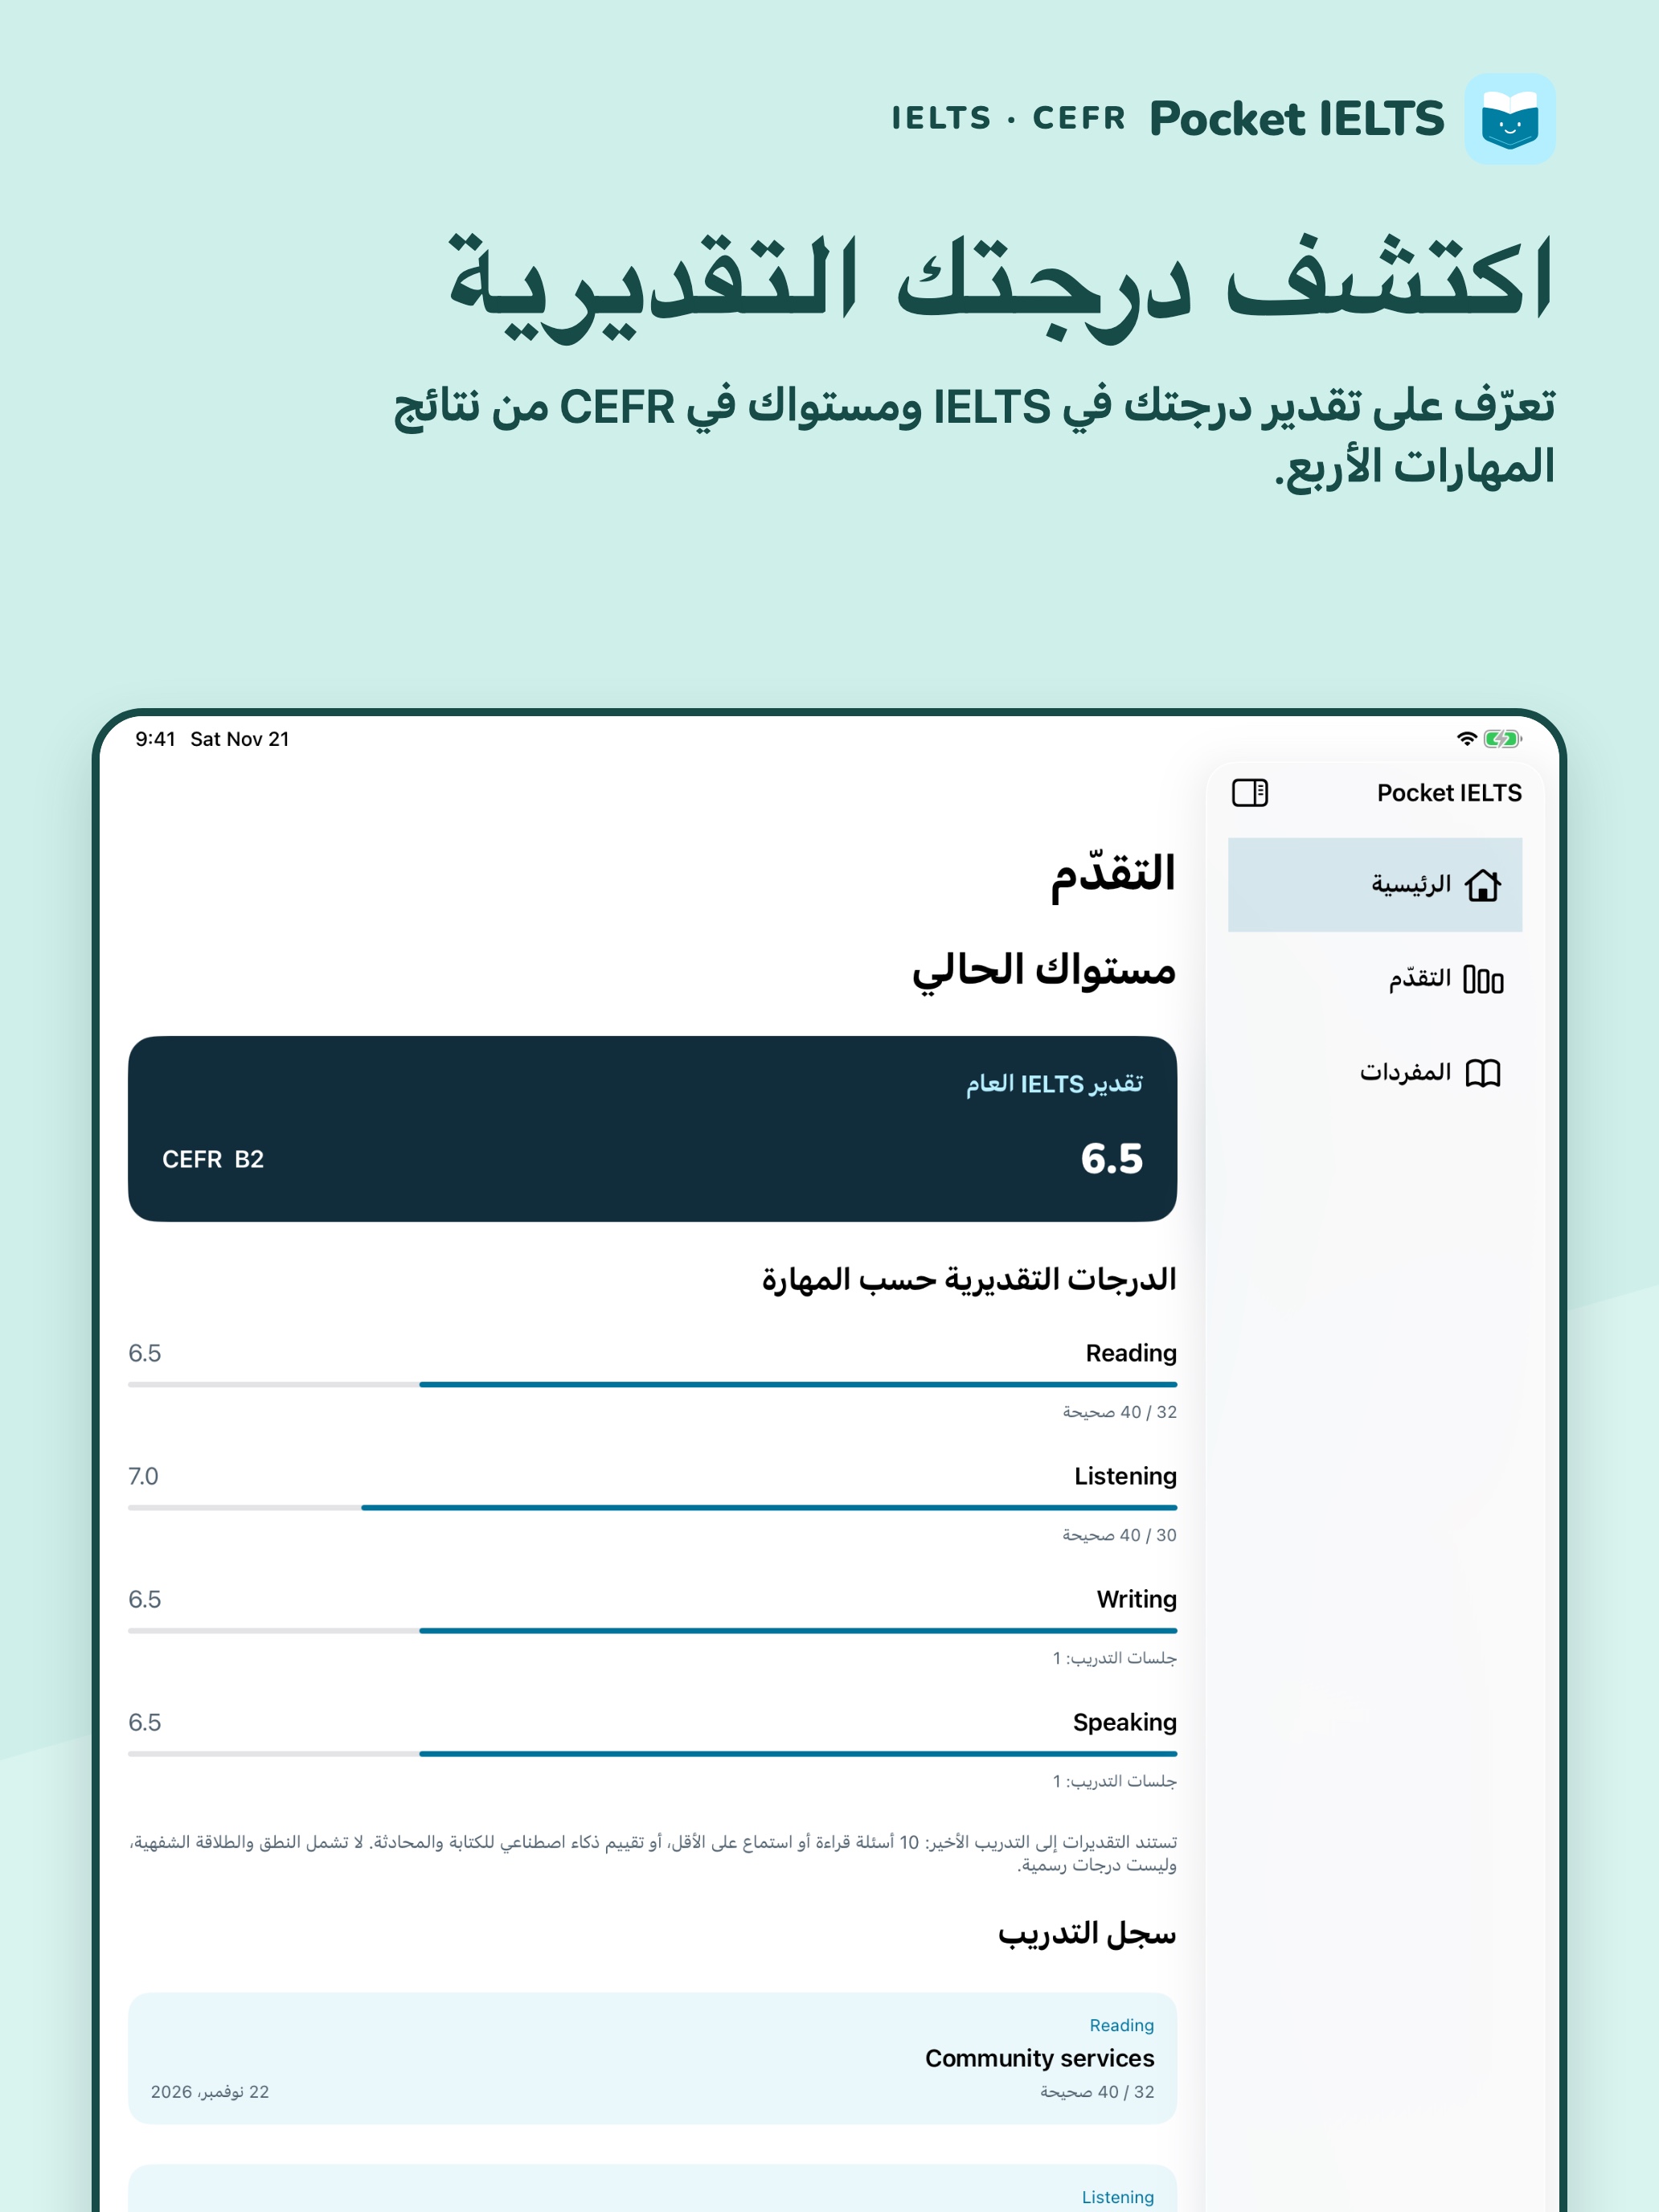 Pocket IELTS IELTS · CEFR
اكتشف درجتك التقديرية
تعرّف على تقدير درجتك في IELTS ومستواك في CEFR من نتائج
المهارات الأربع.
9:41 Sat Nov 21
Pocket IELTS
الرئيسية
التقدّم
المفردات
التقدّم
مستواك الحالي
تقدير IELTS العام
6.5
CEFR B2
الدرجات التقديرية حسب المهارة
Reading
6.5
32 / 40 صحيحة
Listening
7.0
30 / 40 صحيحة
Writing
6.5
جلسات التدريب: 1
Speaking
6.5
جلسات التدريب: 1
تستند التقديرات إلى التدريب الأخير: 10 أسئلة قراءة أو استماع على الأقل، أو تقييم ذكاء اصطناعي للكتابة والمحادثة. لا تشمل النطق والطلاقة الشفهية،
وليست درجات رسمية.
سجل التدريب
Reading
Community services
32 / 40 صحيحة
22 نوفمبر، 2026
Listening